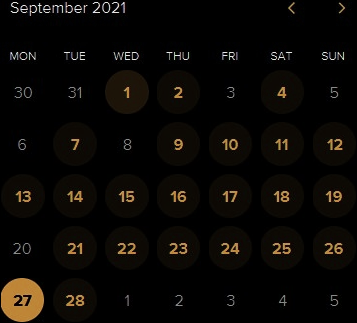 September 2021
MON TUE WED THU FRI SAT SUN
30 31 1 2 3 4 5
6 7 8 9 10 11 12
13 14 15 16 17 18 19
20 21 22 23 24 25 26
27 28 1 2 3 4 5